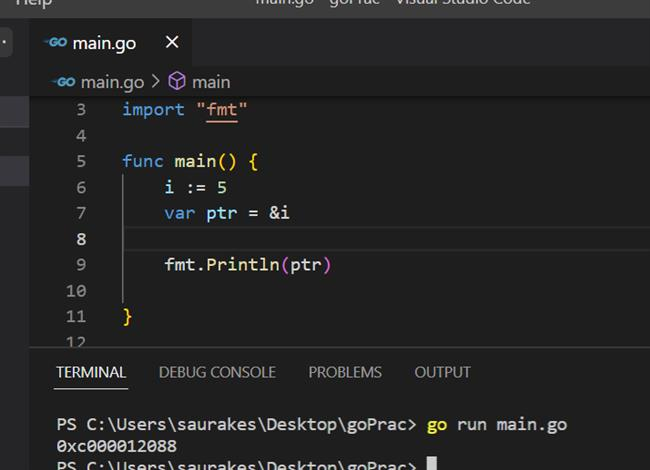 Help
main.go - goPrac - Visual Studio Code
GO main.go ×
GO main.go > main
3 import "fmt"
4
5 func main() {
6 i := 5
7 var ptr = &i
8
9 fmt.Println(ptr)
10
11 }
12
TERMINAL DEBUG CONSOLE PROBLEMS OUTPUT
PS C:\Users\saurakes\Desktop\goPrac> go run main.go
0xc000012088
PS C:\Users\saurakes\Desktop\goPrac>